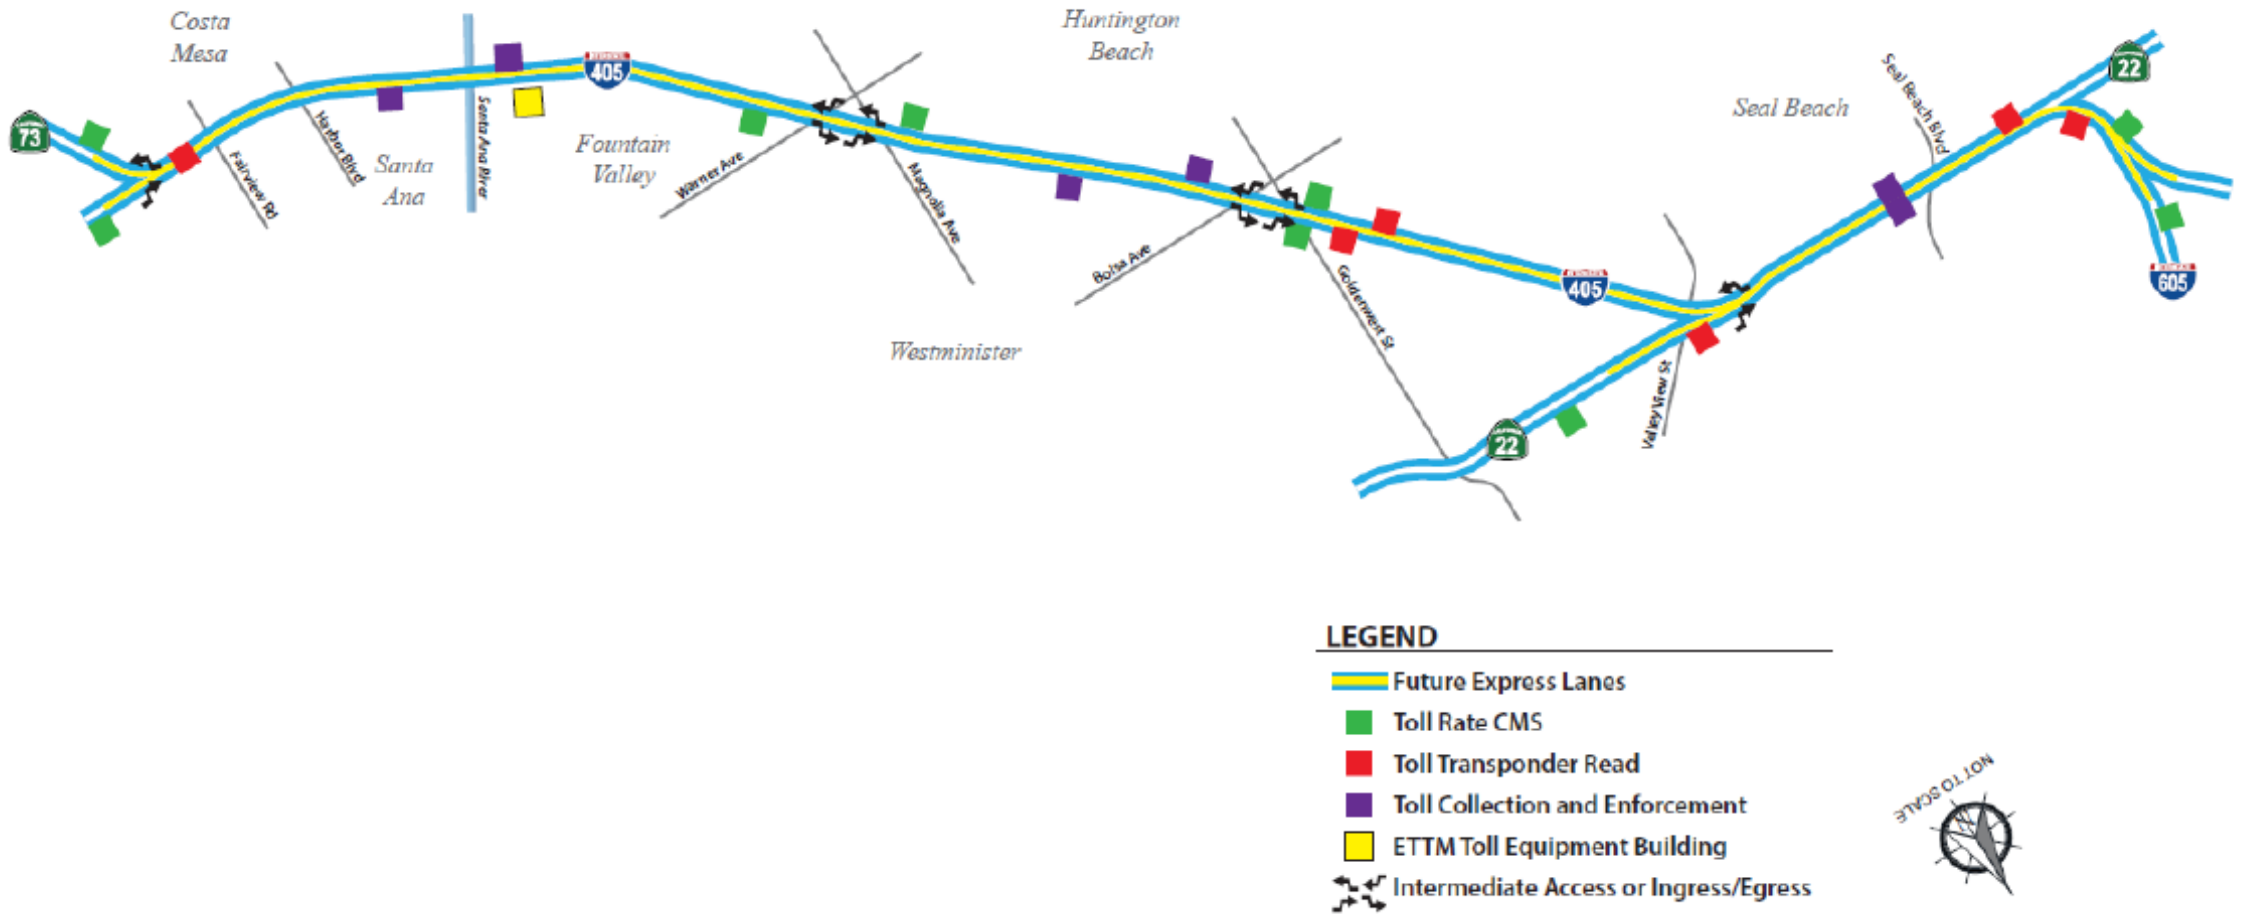 Costa
Mesa
Huntington
Beach
22
405
Seal Beach Blvd
Seal Beach
73
Harbor Blvd
Santa Ana River
Fairview Rd
Santa
Ana
Fountain
Valley
Warner Ave
Magnolia Ave
Bolsa Ave
Goldenwest St
405
605
Westminister
Valley View St
22
LEGEND
Future Express Lanes
Toll Rate CMS
Toll Transponder Read
Toll Collection and Enforcement
ETTM Toll Equipment Building
Intermediate Access or Ingress/Egress
NOT TO SCALE